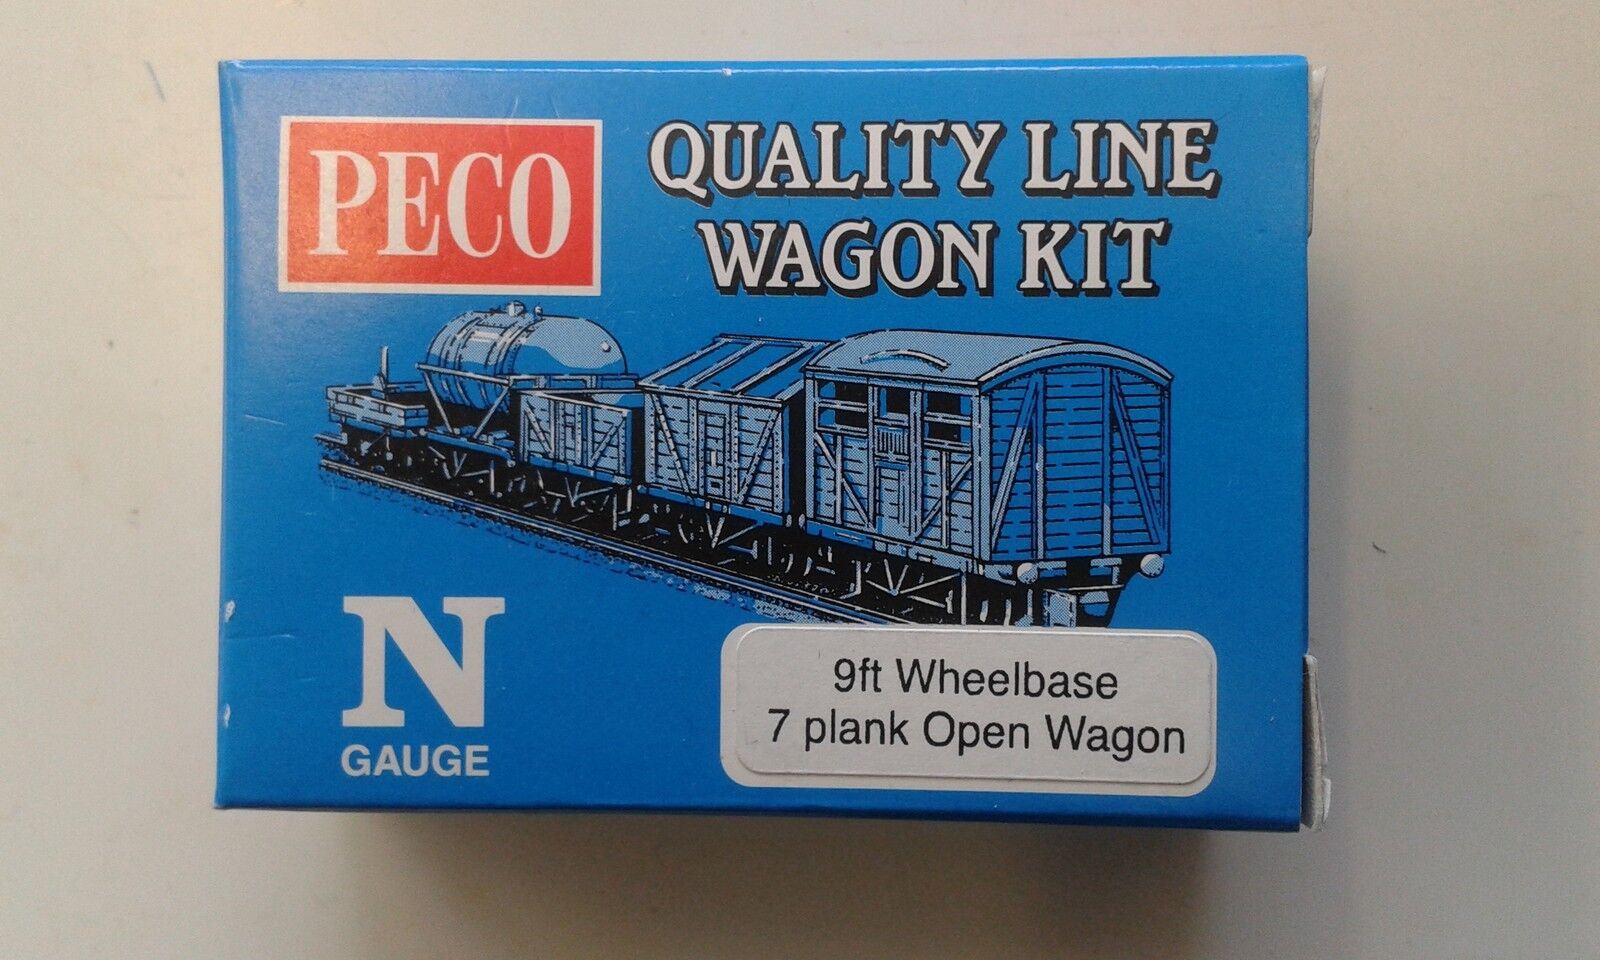 PECO
QUALITY LINE
WAGON KIT
N
GAUGE
9ft Wheelbase
7 plank Open Wagon